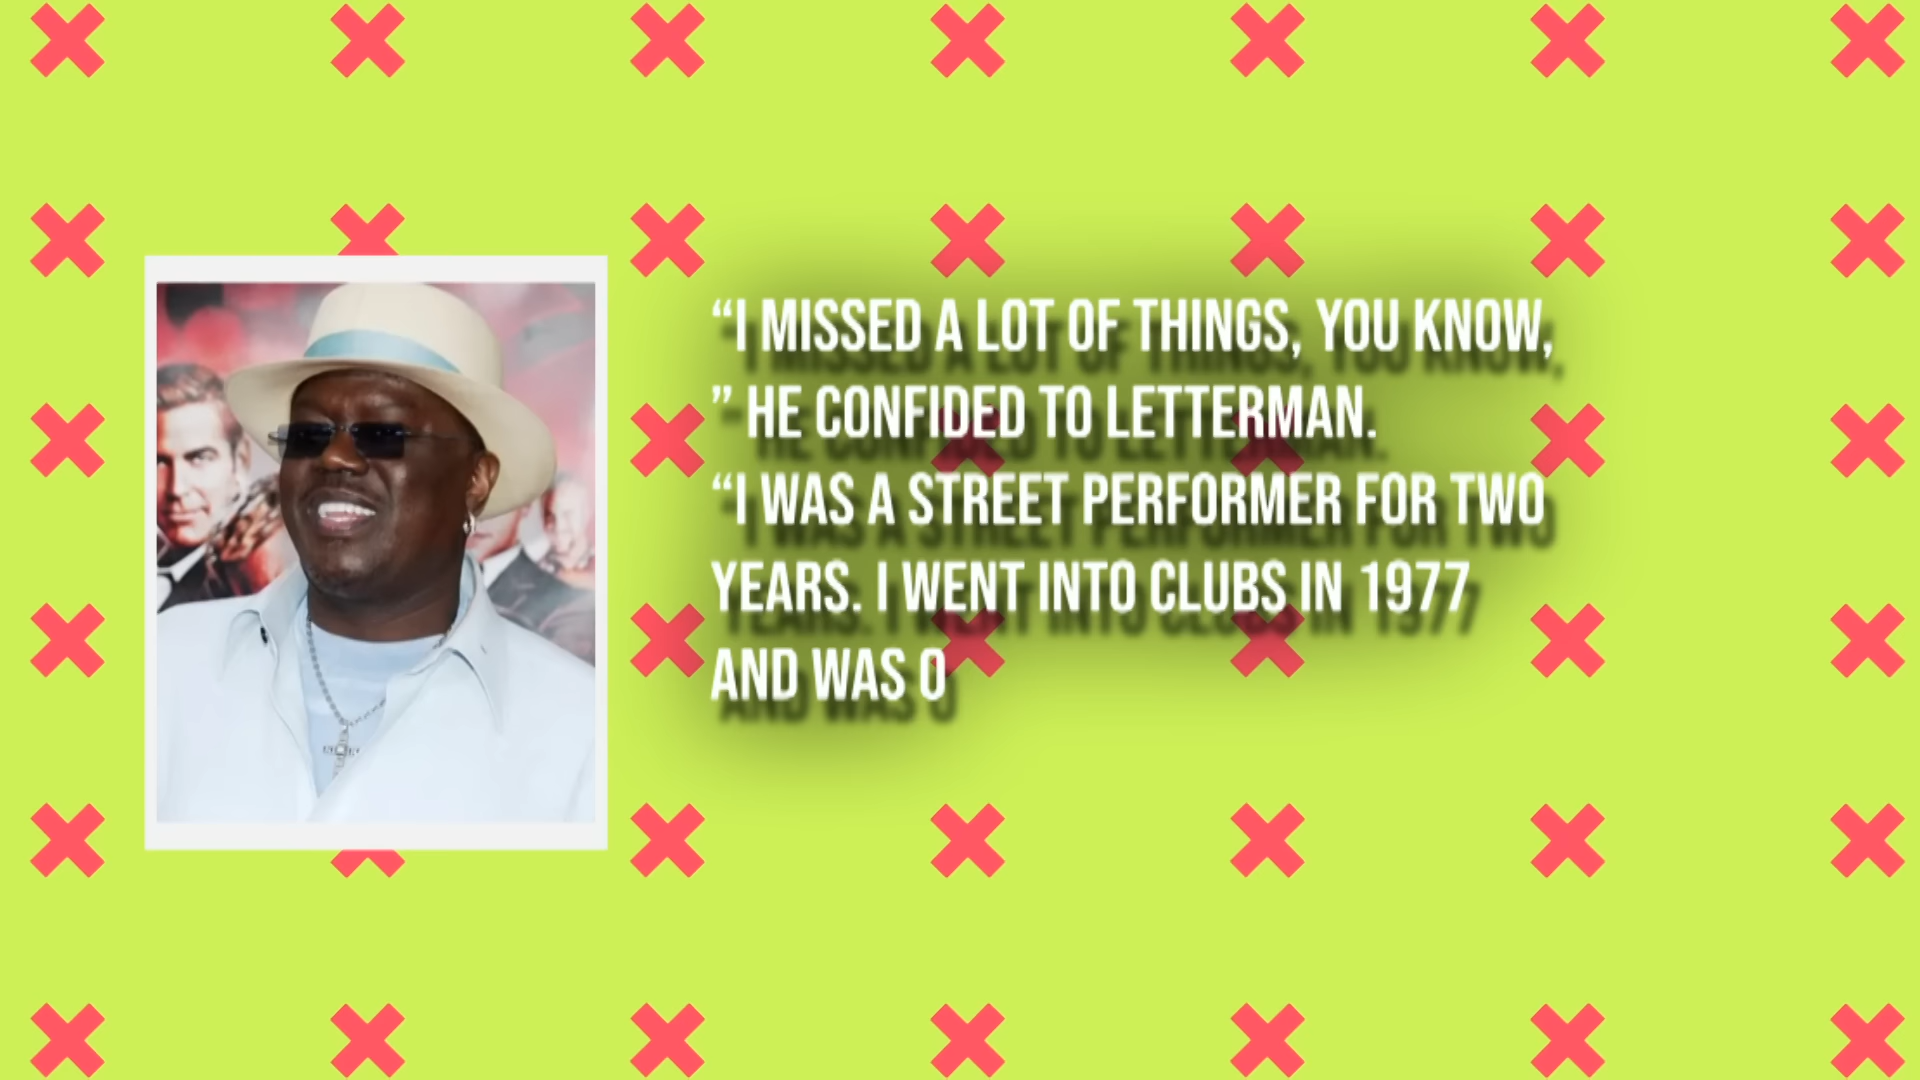 “I MISSED A LOT OF THINGS, YOU KNOW,
” HE CONFIDED TO LETTERMAN.
“I WAS A STREET PERFORMER FOR TWO
YEARS. I WENT INTO CLUBS IN 1977
AND WAS O